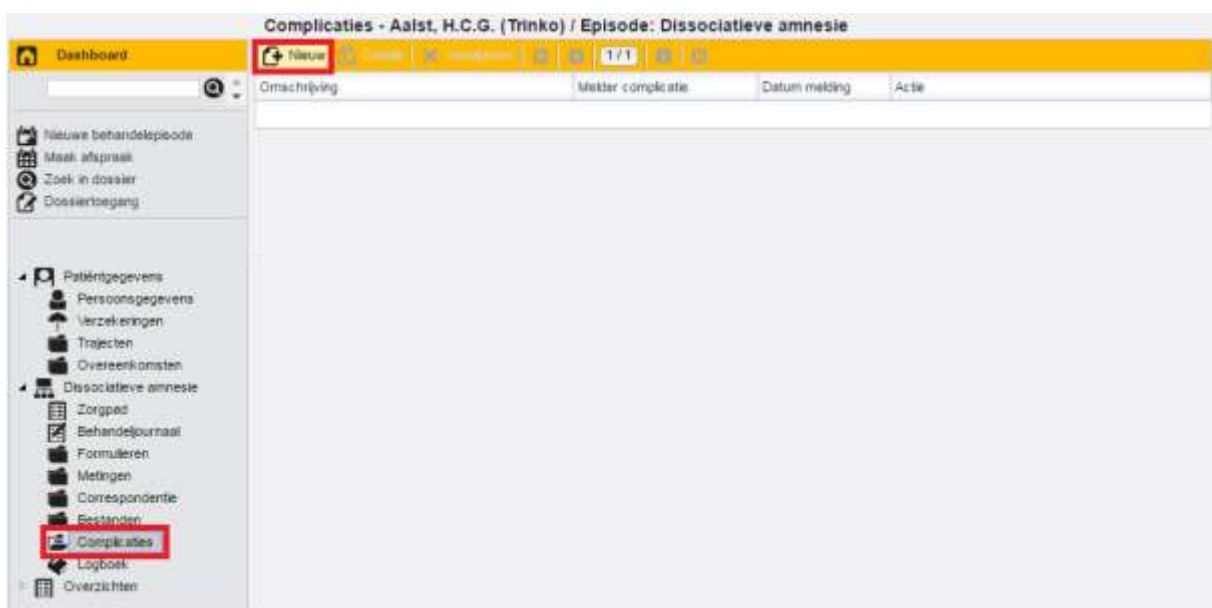 Complicaties - Aalst, H.C.G. (Trinko) / Episode: Dissociatieve amnesie
Dashboard
Nieuw 1 / 1
Omschrijving Melder complicatie Datum melding Actie
Nieuwe behandelepisode
Maak afspraak
Zoek in dossier
Dossiertoegang
Patiëntgegevens
Persoonsgegevens
Verzekeringen
Trajecten
Overeenkomsten
Dissociatieve amnesie
Zorgpad
Behandeljournaal
Formulieren
Metingen
Correspondentie
Bestanden
Complicaties
Logboek
Overzichten